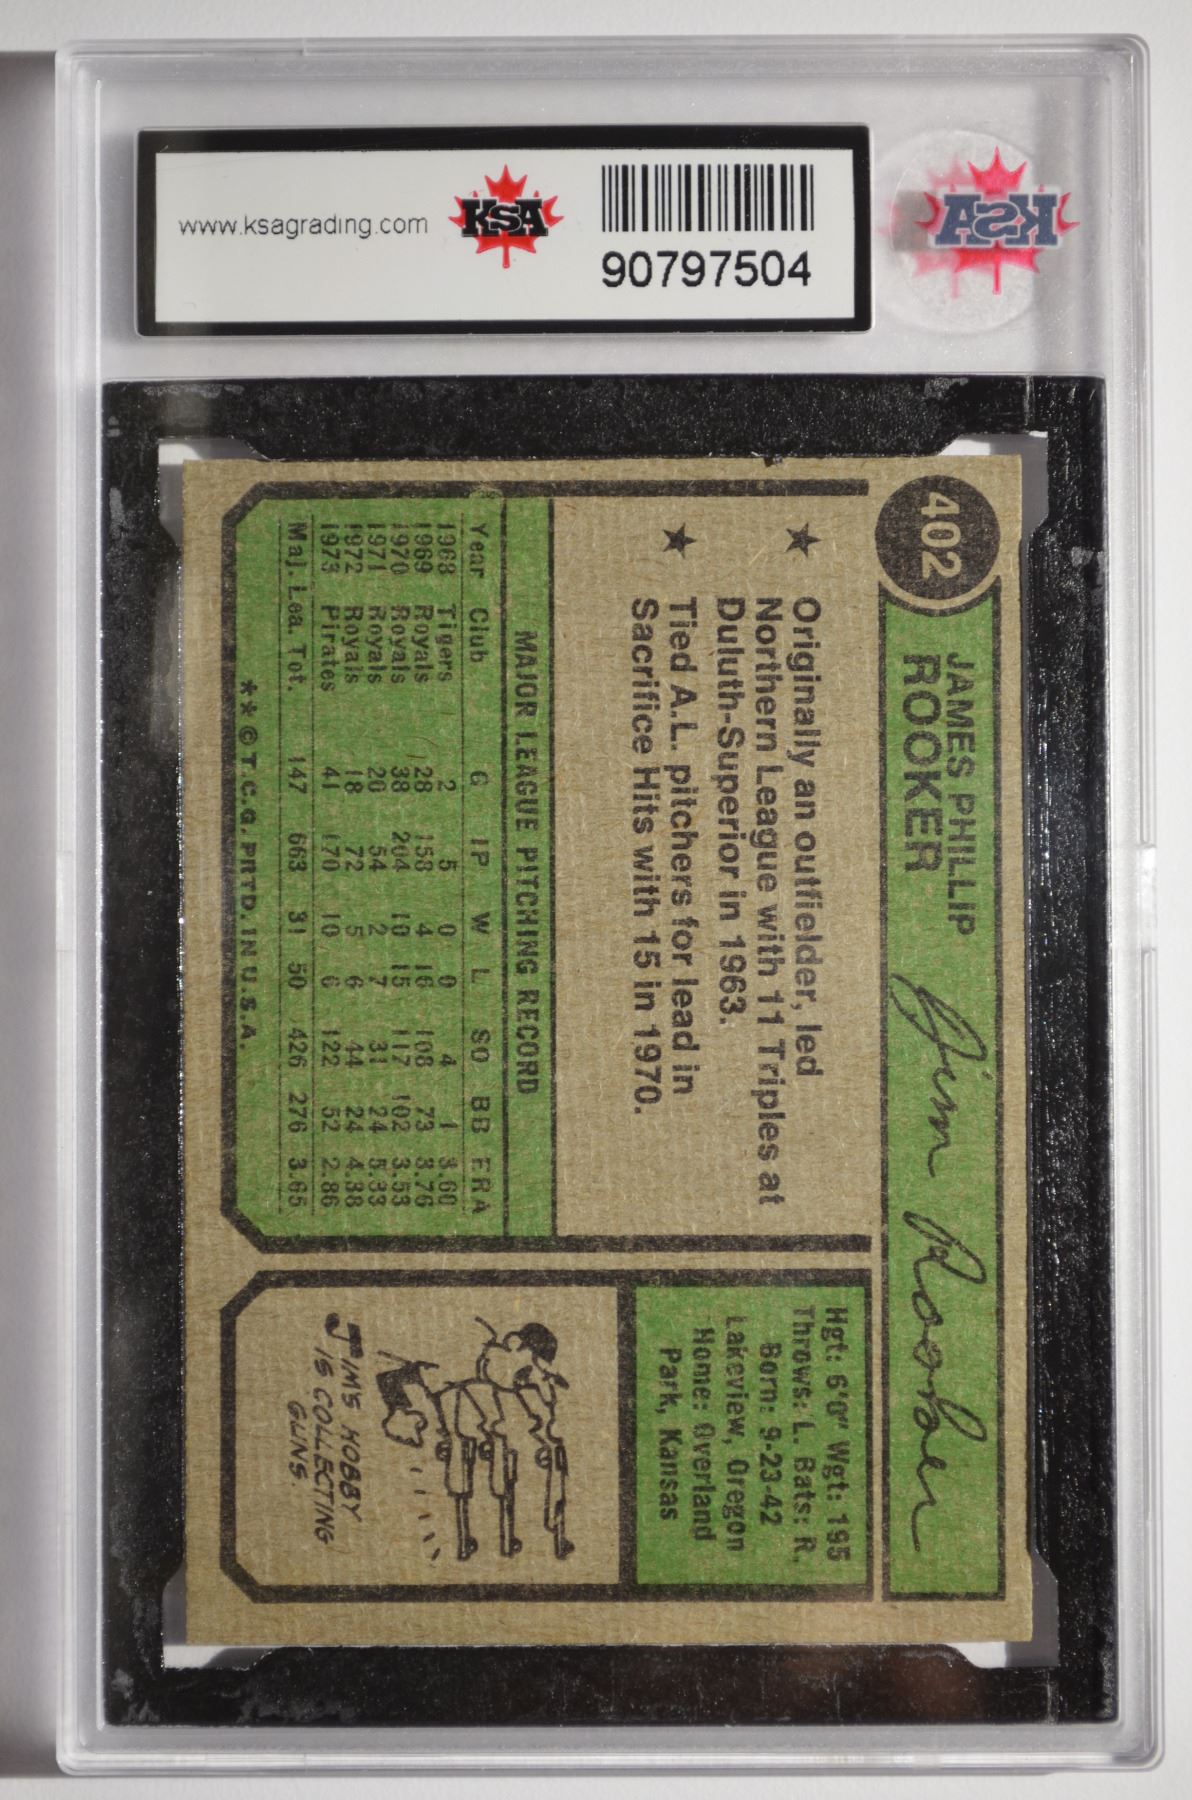 www.ksagrading.com
KSA
90797504
KSA
402
JAMES PHILLIP
ROOKER
Jim Rooker
★ Originally an outfielder, led
Northern League with 11 Triples at
Duluth-Superior in 1963.
★ Tied A.L. pitchers for lead in
Sacrifice Hits with 15 in 1970.
MAJOR LEAGUE PITCHING RECORD
Year Club G IP W L SO BB ERA
1968 Tigers 2 5 0 0 4 1 3.60
1969 Royals 28 158 4 16 108 73 3.76
1970 Royals 38 204 10 15 117 102 3.53
1971 Royals 20 54 2 7 31 24 5.33
1972 Royals 18 72 5 6 44 24 4.38
1973 Pirates 41 170 10 6 122 52 2.86
Maj. Lea. Tot. 147 663 31 50 426 276 3.65
**© T.C.G. PRTD. IN U.S.A.
Hgt: 6'0" Wgt: 195
Throws: L. Bats: R.
Born: 9-23-42
Lakeview, Oregon
Home: Overland
Park, Kansas
JIM'S HOBBY
IS COLLECTING
GUNS.